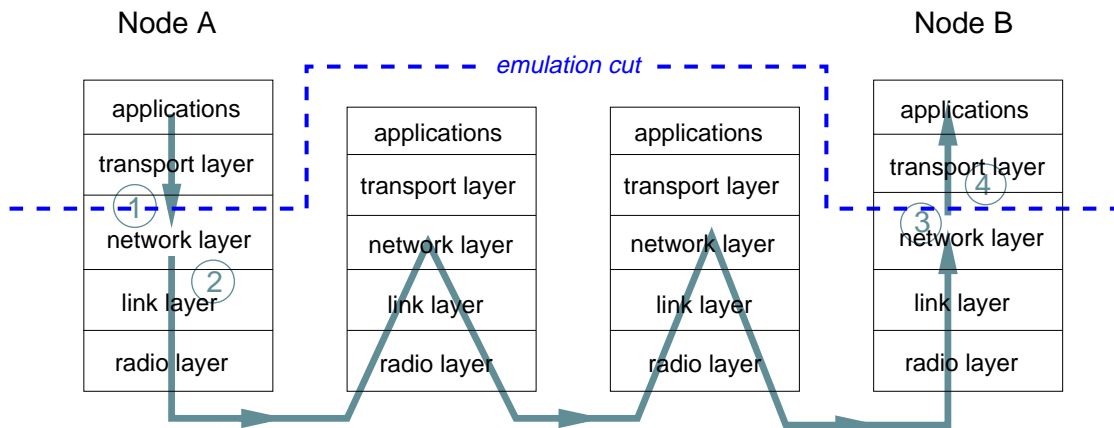 Node A
Node B
emulation cut
applications
transport layer
1
network layer
2
link layer
radio layer
applications
transport layer
network layer
link layer
radio layer
applications
transport layer
network layer
link layer
radio layer
applications
transport layer
4
3
network layer
link layer
radio layer